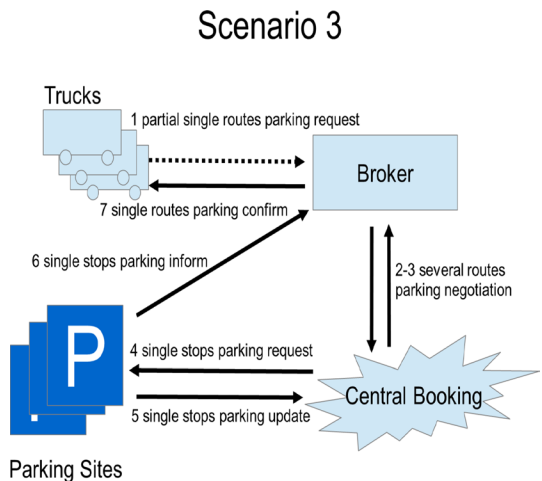 Scenario 3
Trucks
1 partial single routes parking request
Broker
7 single routes parking confirm
6 single stops parking inform
2-3 several routes
parking negotiation
P
4 single stops parking request
Central Booking
5 single stops parking update
Parking Sites